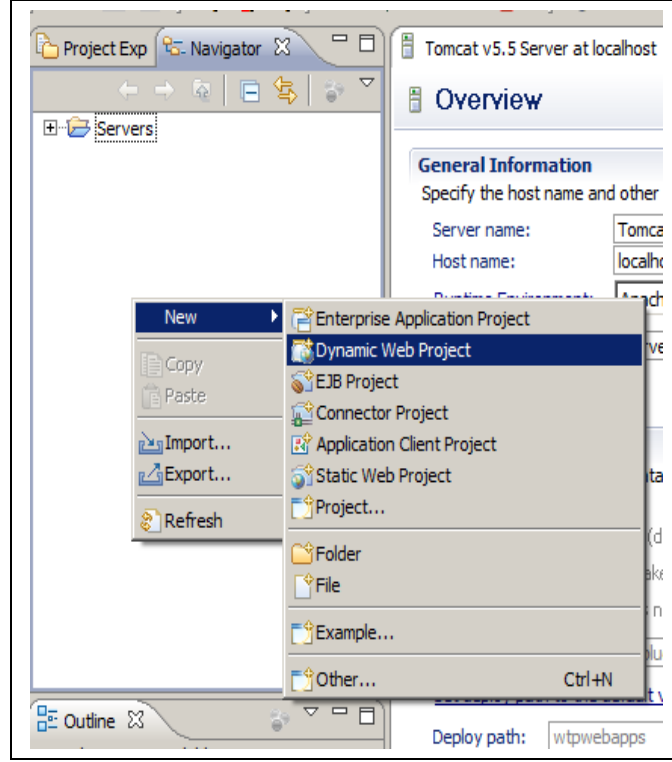 Project Exp Navigator
Tomcat v5.5 Server at localhost
Overview
Servers
General Information
Specify the host name and other
Server name: Tomca
Host name: localho
New
Copy
Paste
Import...
Export...
Refresh
Enterprise Application Project
Dynamic Web Project
EJB Project
Connector Project
Application Client Project
Static Web Project
Project...
Folder
File
Example...
Other... Ctrl+N
Outline
Deploy path: wtpwebapps